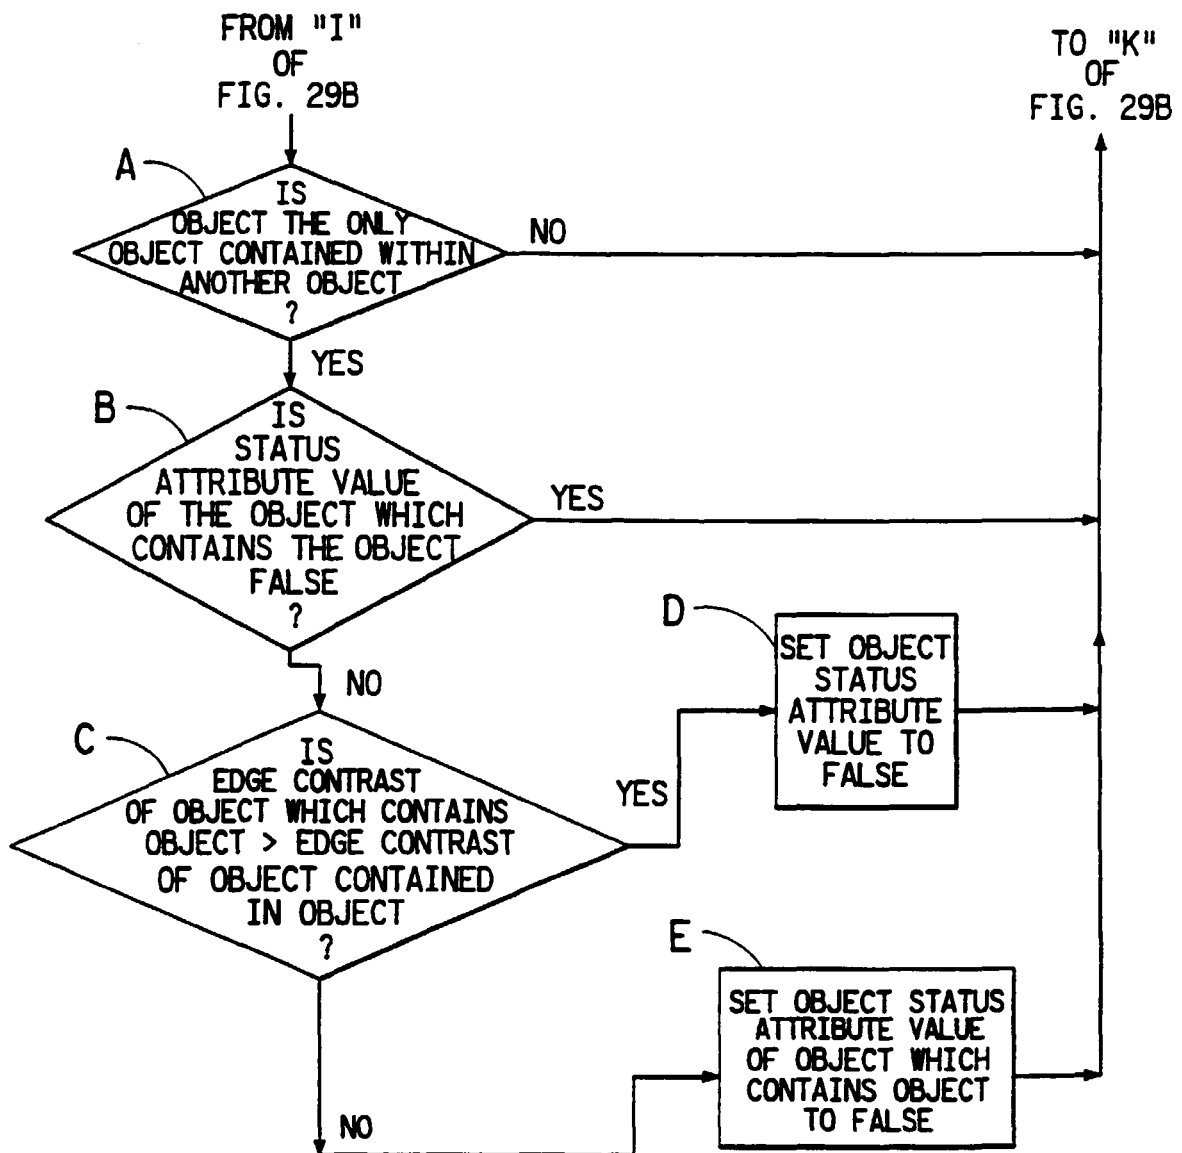 FROM "I"
OF
FIG. 29B
TO "K"
OF
FIG. 29B
A
IS
OBJECT THE ONLY
OBJECT CONTAINED WITHIN
ANOTHER OBJECT
?
NO
YES
B
IS
STATUS
ATTRIBUTE VALUE
OF THE OBJECT WHICH
CONTAINS THE OBJECT
FALSE
?
YES
NO
D
SET OBJECT
STATUS
ATTRIBUTE
VALUE TO
FALSE
C
IS
EDGE CONTRAST
OF OBJECT WHICH CONTAINS
OBJECT > EDGE CONTRAST
OF OBJECT CONTAINED
IN OBJECT
?
YES
NO
E
SET OBJECT STATUS
ATTRIBUTE VALUE
OF OBJECT WHICH
CONTAINS OBJECT
TO FALSE